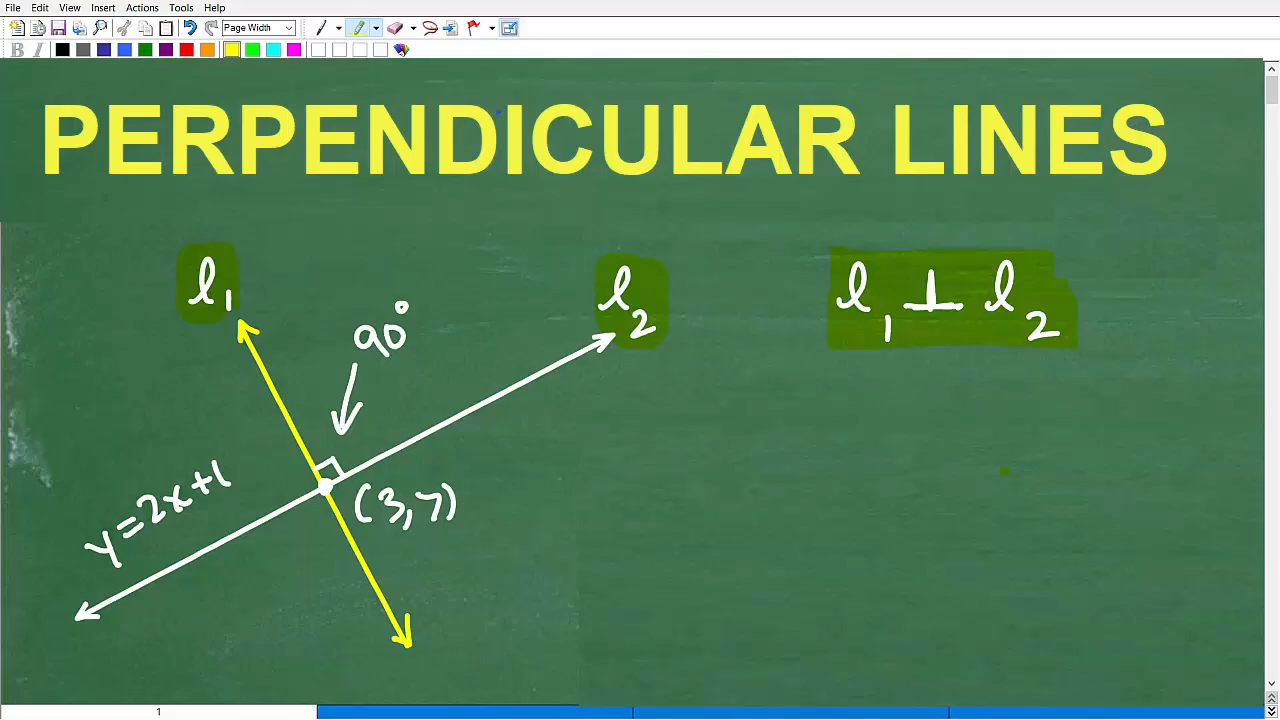 File Edit View Insert Actions Tools Help
Page Width
B I
PERPENDICULAR LINES
l₁
l₂
l₁ ⊥ l₂
90°
y=2x+1
(3,7)
1